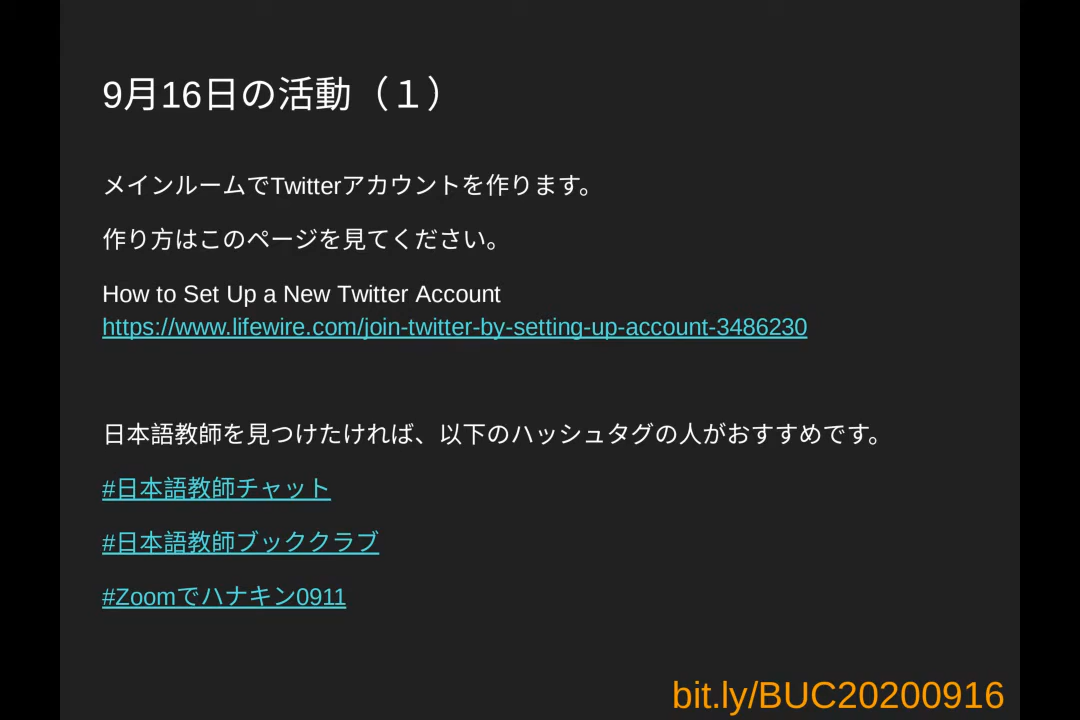 9月16日の活動（１）
メインルームでTwitterアカウントを作ります。
作り方はこのページを見てください。
How to Set Up a New Twitter Account
https://www.lifewire.com/join-twitter-by-setting-up-account-3486230
日本語教師を見つけたければ、以下のハッシュタグの人がおすすめです。
#日本語教師チャット
#日本語教師ブッククラブ
#Zoomでハナキン0911
bit.ly/BUC20200916